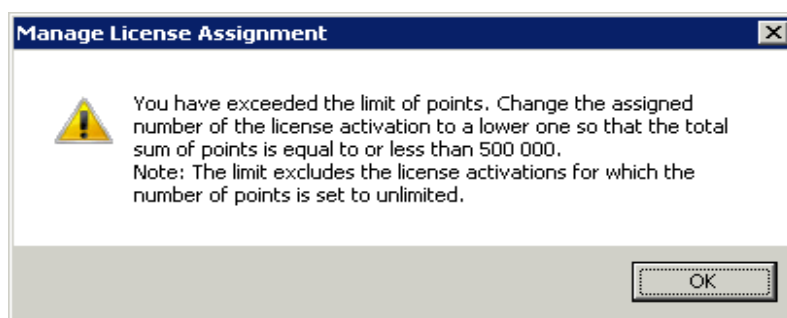 Manage License Assignment
You have exceeded the limit of points. Change the assigned
number of the license activation to a lower one so that the total
sum of points is equal to or less than 500 000.
Note: The limit excludes the license activations for which the
number of points is set to unlimited.
OK